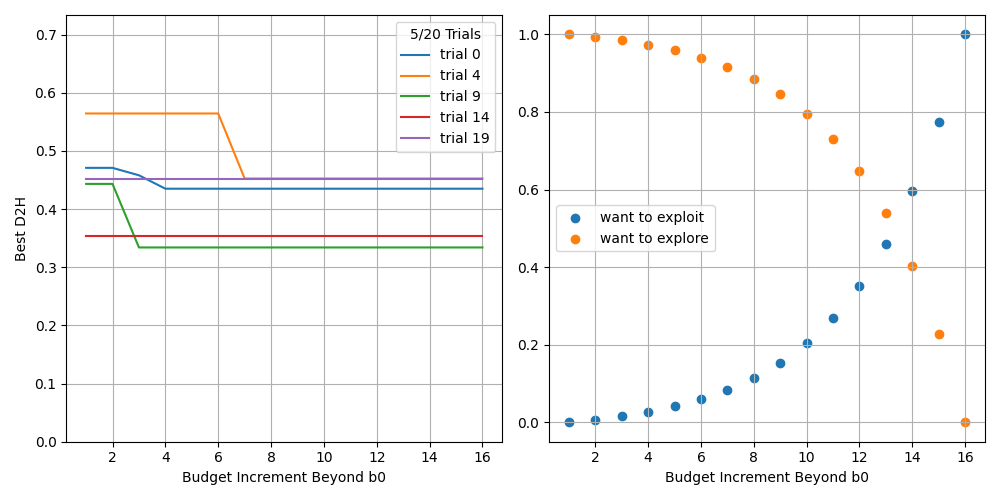 5/20 Trials
trial 0
trial 4
trial 9
trial 14
trial 19
0.7
0.6
0.5
0.4
0.3
0.2
0.1
0.0
Best D2H
2 4 6 8 10 12 14 16
Budget Increment Beyond b0
1.0
0.8
0.6
0.4
0.2
0.0
want to exploit
want to explore
2 4 6 8 10 12 14 16
Budget Increment Beyond b0